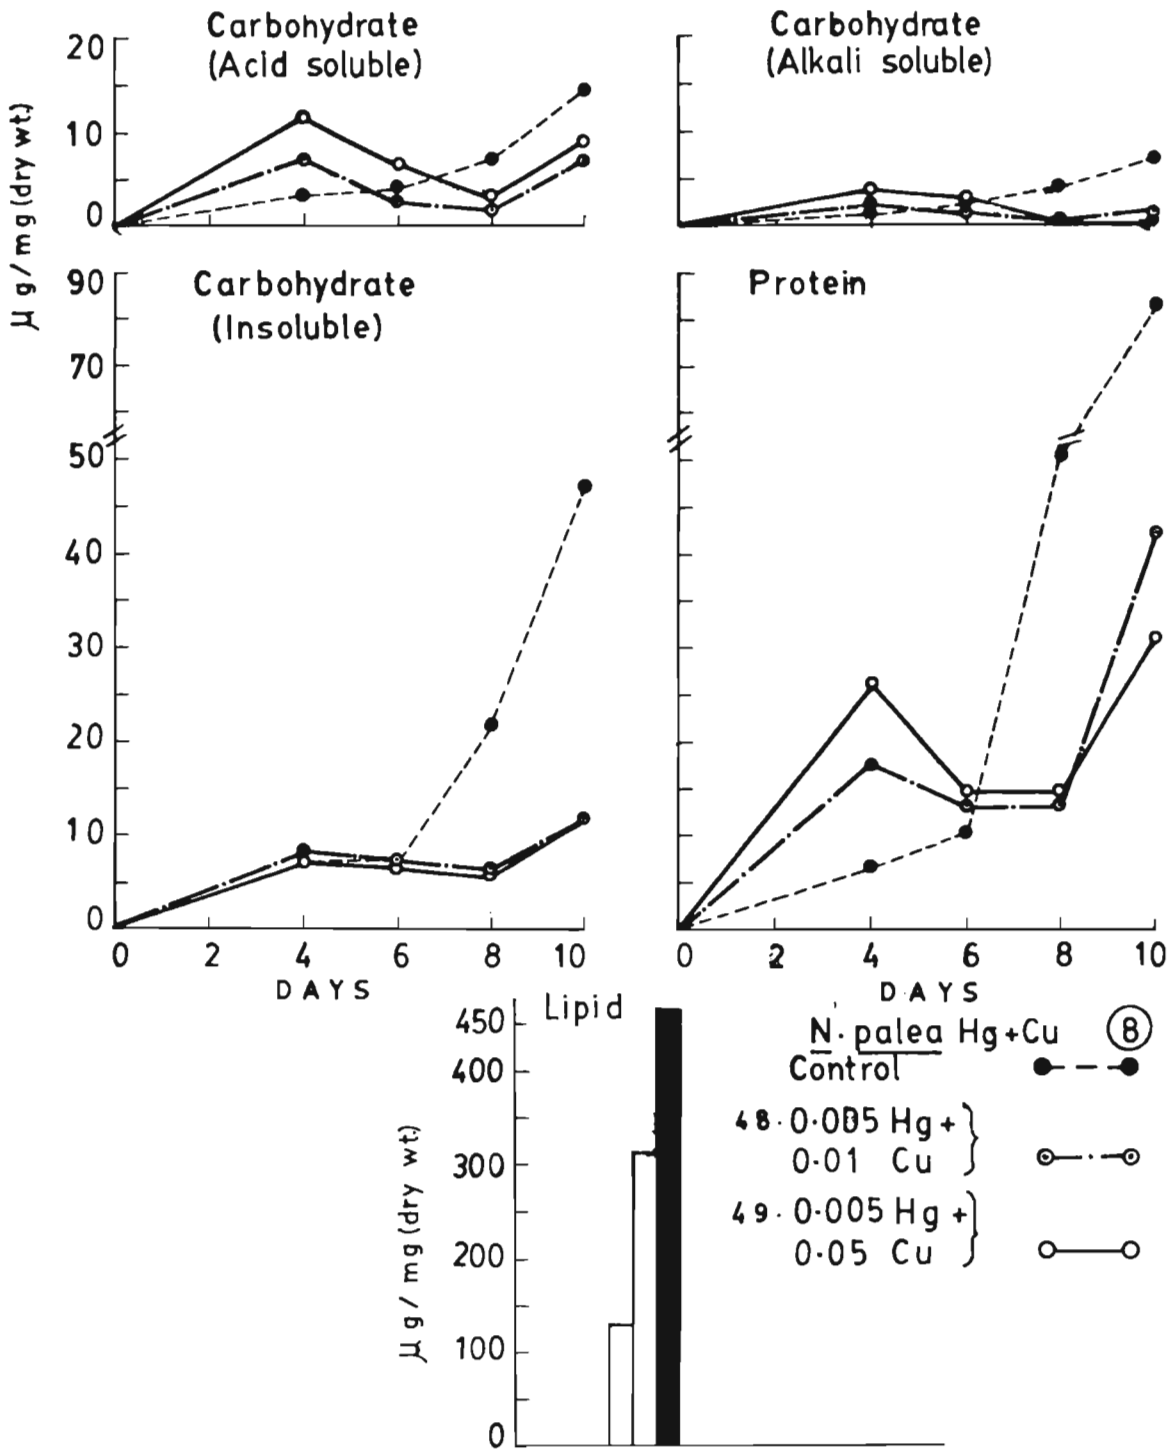 Carbohydrate
(Acid soluble)
Carbohydrate
(Alkali soluble)
20
10
0
μg/mg (dry wt.)
Carbohydrate
(Insoluble)
Protein
90
70
50
40
30
20
10
0
0 2 4 6 8 10
DAYS
0 2 4 6 8 10
DAYS
Lipid
450
400
300
200
100
0
μg/mg (dry wt.)
N. palea Hg+Cu 8
Control
48. 0.005 Hg +
0.01 Cu
49. 0.005 Hg +
0.05 Cu